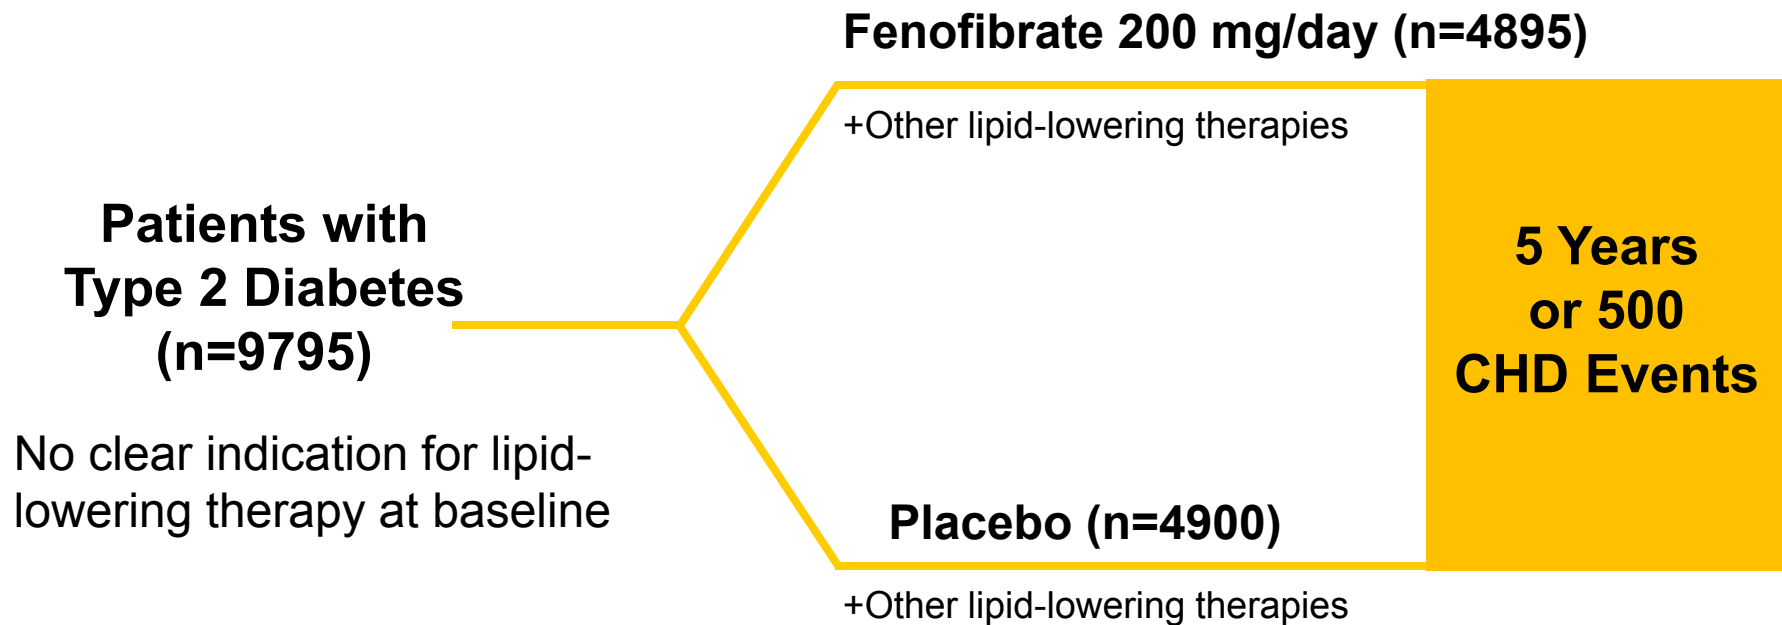 Fenofibrate 200 mg/day (n=4895)
+Other lipid-lowering therapies
Patients with
Type 2 Diabetes
(n=9795)
No clear indication for lipid-
lowering therapy at baseline
Placebo (n=4900)
+Other lipid-lowering therapies
5 Years
or 500
CHD Events